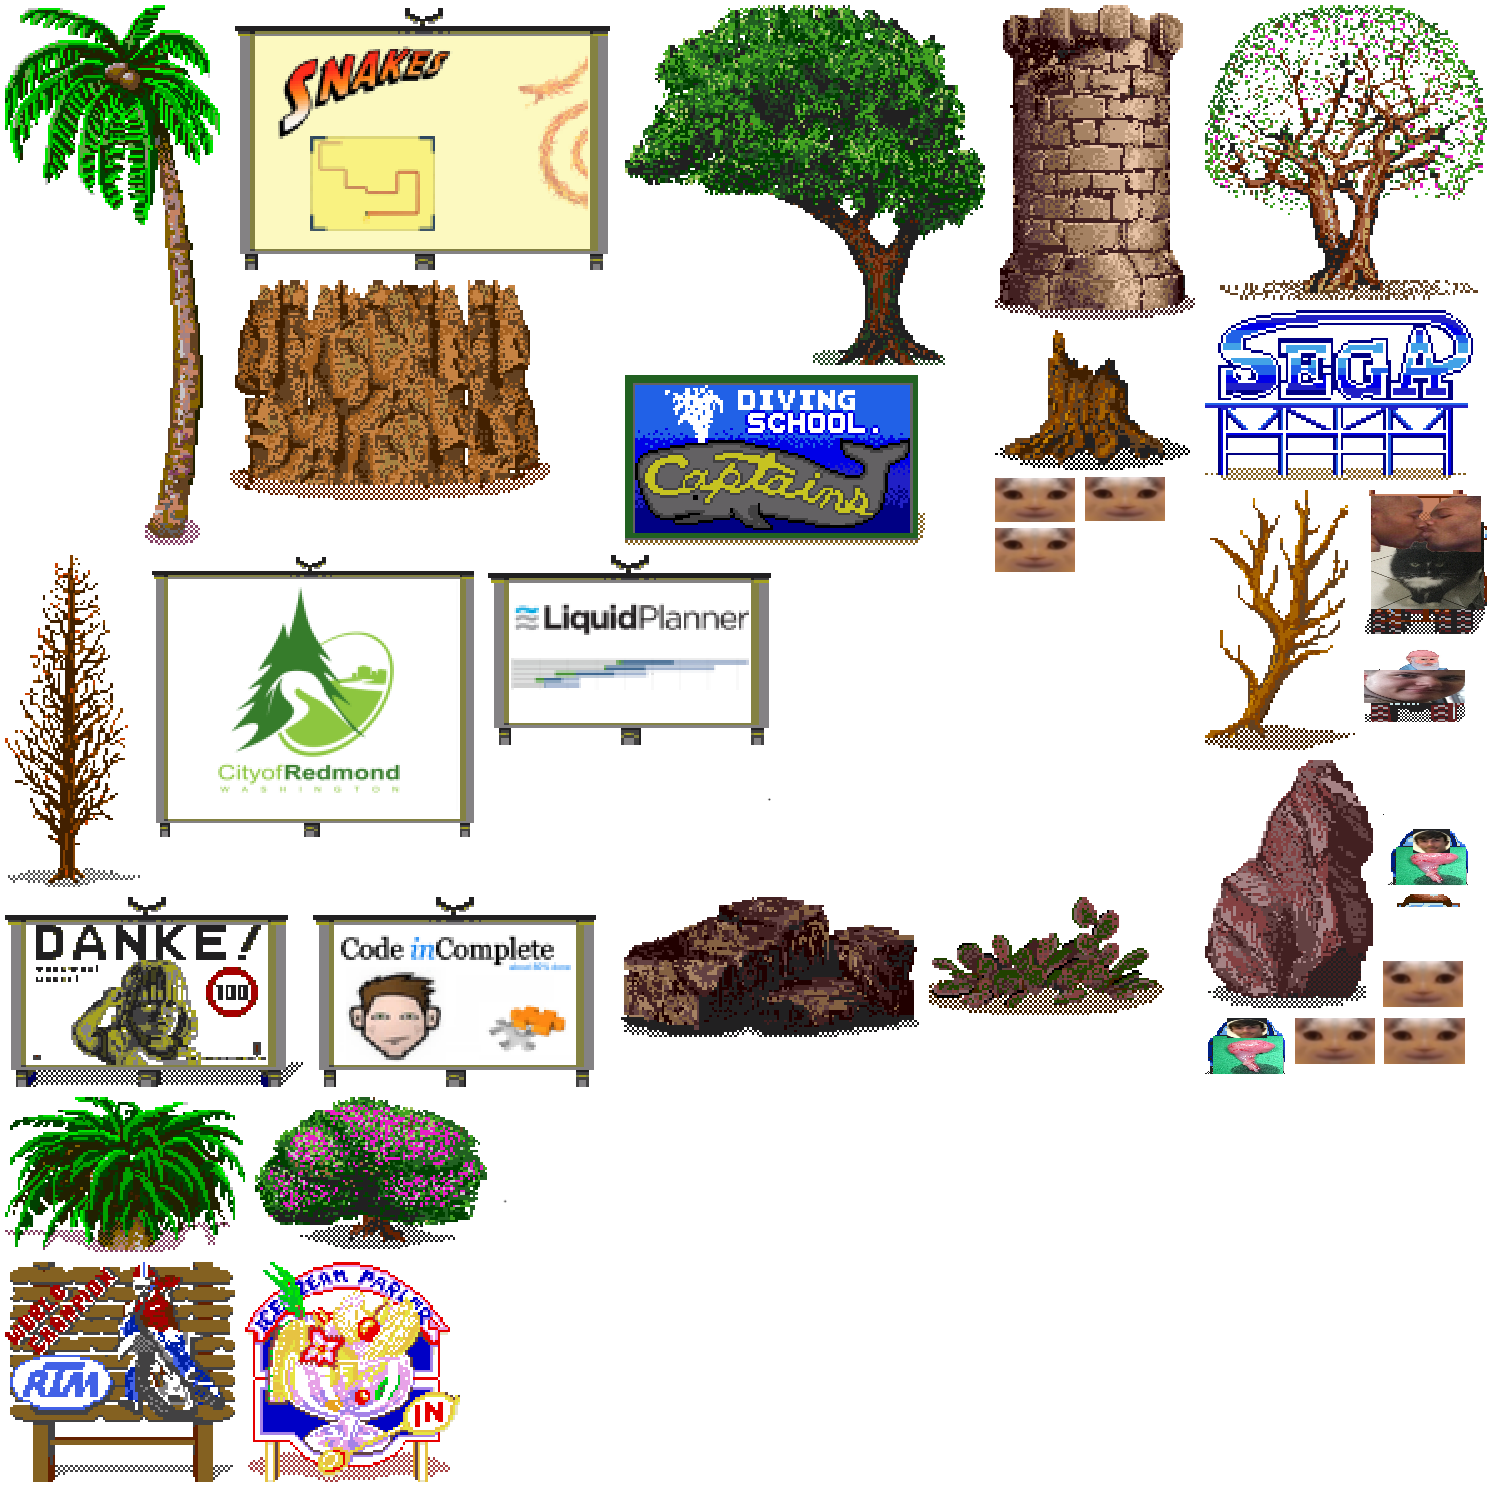 SNAKES
SEGA
DIVING
SCHOOL.
Captains
LiquidPlanner
CityofRedmond
WASHINGTON
DANKE!
100
Code inComplete
WORLD
CHAMPION
RTM
ICE CREAM PARLOR
IN